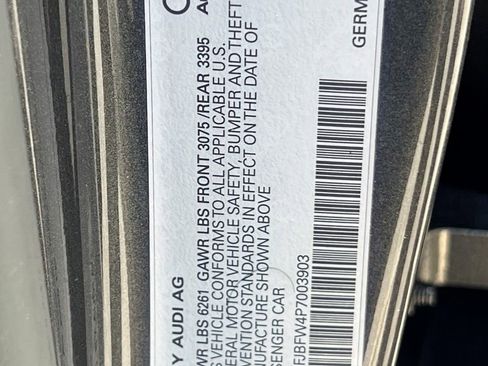 Y AUDI AG
WR LBS 6261 GAWR LBS FRONT 3075 /REAR 3395
S VEHICLE CONFORMS TO ALL APPLICABLE U.S.
ERAL MOTOR VEHICLE SAFETY, BUMPER AND THEFT
VENTION STANDARDS IN EFFECT ON THE DATE OF
NUFACTURE SHOWN ABOVE
SENGER CAR
FJBFW4P7003903
GERM